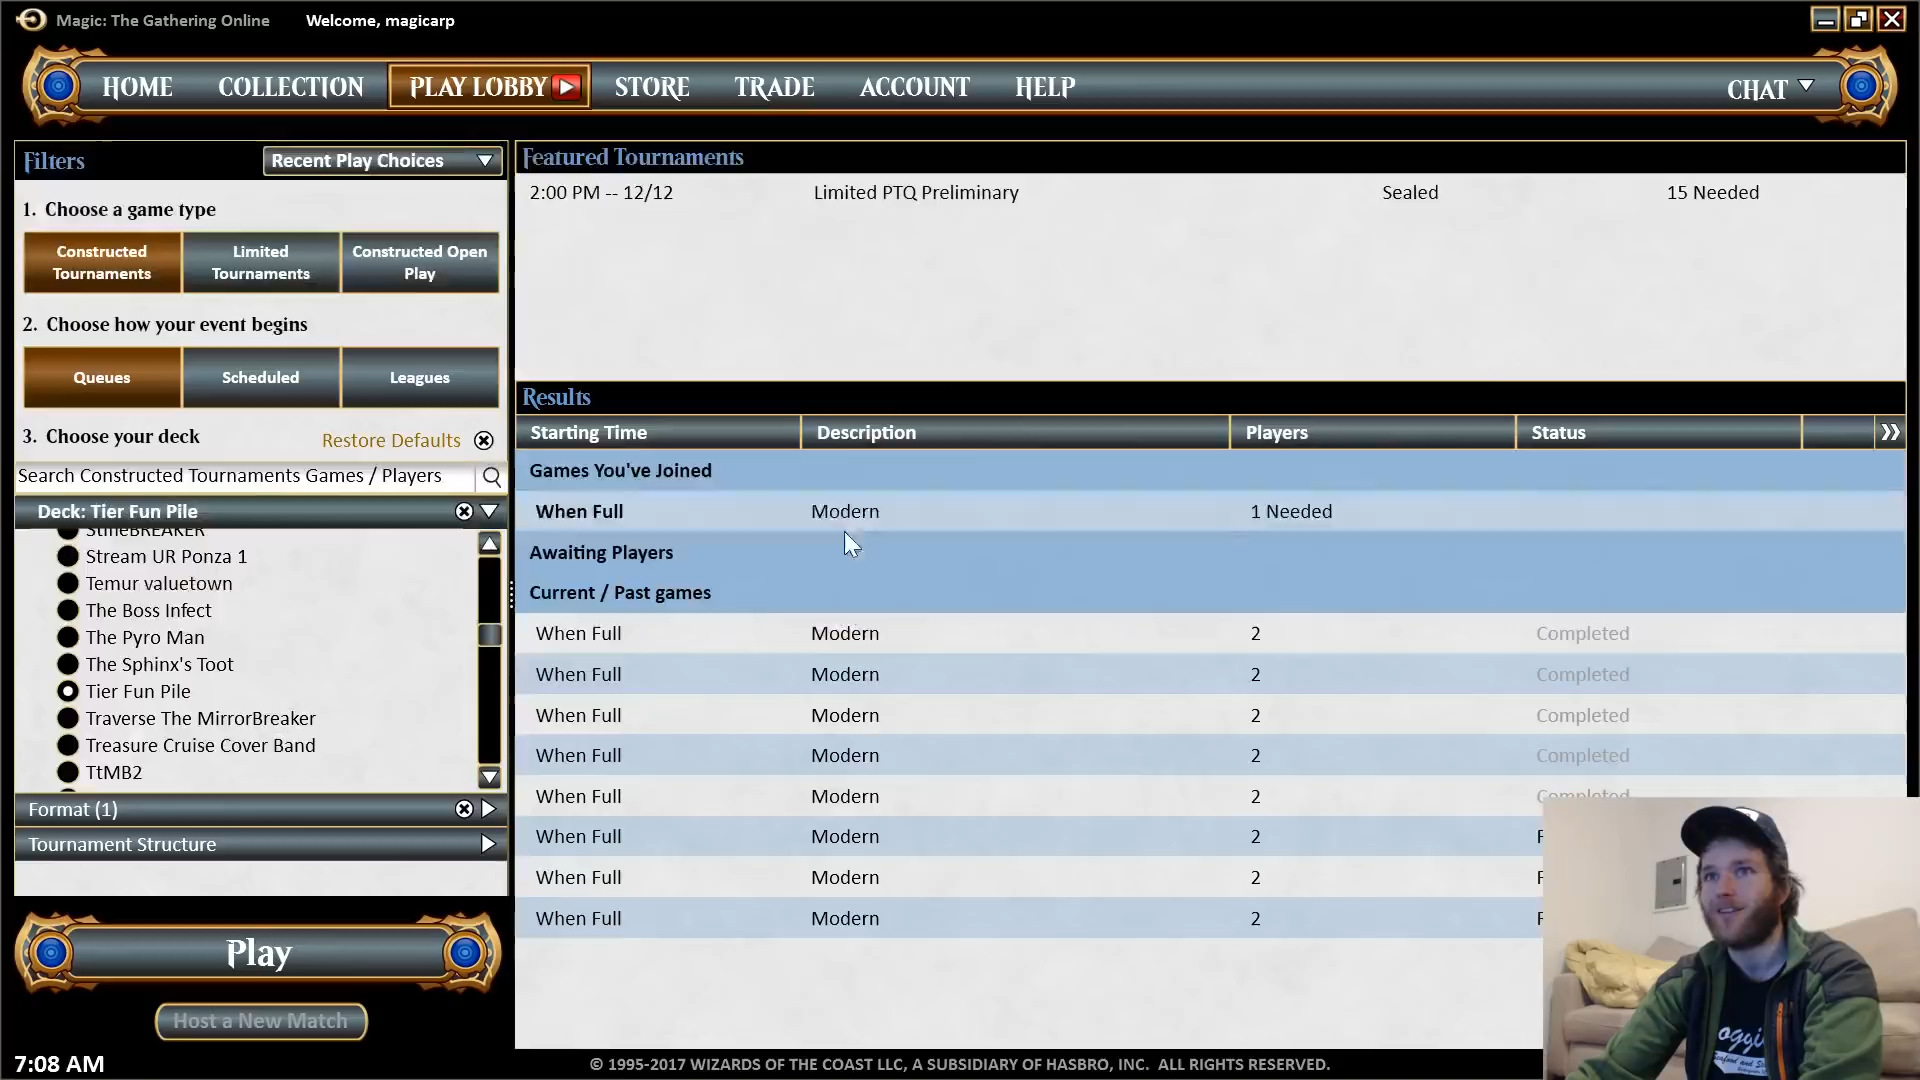 Magic: The Gathering Online Welcome, magicarp
HOME COLLECTION PLAY LOBBY STORE TRADE ACCOUNT HELP CHAT
Filters Recent Play Choices
1. Choose a game type
Constructed Tournaments
Limited Tournaments
Constructed Open Play
2. Choose how your event begins
Queues Scheduled Leagues
3. Choose your deck Restore Defaults
Search Constructed Tournaments Games / Players
Deck: Tier Fun Pile
Stream UR Ponza 1
Temur valuetown
The Boss Infect
The Pyro Man
The Sphinx's Toot
Tier Fun Pile
Traverse The MirrorBreaker
Treasure Cruise Cover Band
TtMB2
Format (1)
Tournament Structure
Play
Host a New Match
7:08 AM
Featured Tournaments
2:00 PM -- 12/12 Limited PTQ Preliminary Sealed 15 Needed
Results
Starting Time Description Players Status
Games You've Joined
When Full Modern 1 Needed
Awaiting Players
Current / Past games
When Full Modern 2 Completed
When Full Modern 2 Completed
When Full Modern 2 Completed
When Full Modern 2 Completed
When Full Modern 2 Completed
When Full Modern 2
When Full Modern 2
When Full Modern 2
© 1995-2017 WIZARDS OF THE COAST LLC, A SUBSIDIARY OF HASBRO, INC. ALL RIGHTS RESERVED.